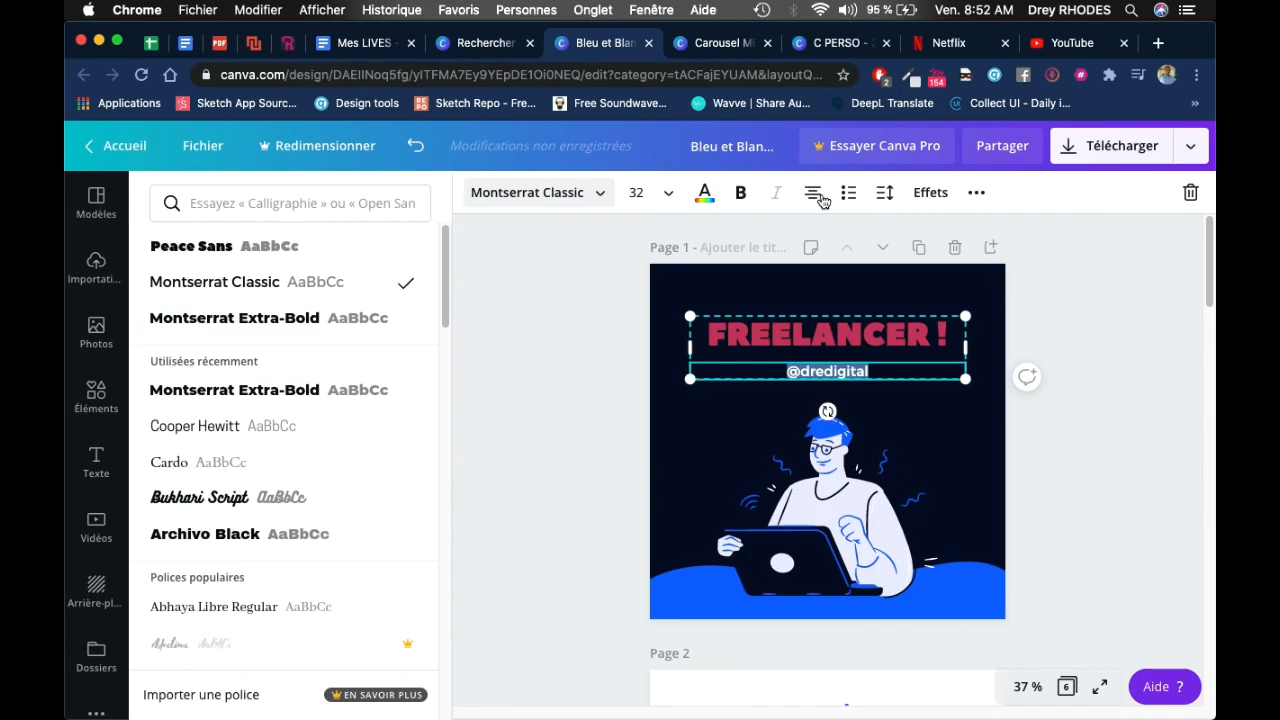 Chrome Fichier Modifier Afficher Historique Favoris Personnes Onglet Fenêtre Aide 95 % Ven. 8:52 AM Drey RHODES
Mes LIVES - Rechercher Bleu et Blan Carousel C PERSO - Netflix YouTube
canva.com/design/DAEIlNoq5fg/yITFMA7Ey9YEpDE1Oi0NEQ/edit?category=tACFajEYUAM&layoutQ... 2 154
Applications Sketch App Sourc... Design tools Sketch Repo - Fre... Free Soundwave... Wavve | Share Au... DeepL Translate Collect UI - Daily i...
Accueil Fichier Redimensionner Modifications non enregistrées Bleu et Blan... Essayer Canva Pro Partager Télécharger
Montserrat Classic 32 A B I Effets
Essayez « Calligraphie » ou « Open San
Modèles
Importati...
Photos
Éléments
Texte
Vidéos
Arrière-pl...
Dossiers
Peace Sans AaBbCc
Montserrat Classic AaBbCc
Montserrat Extra-Bold AaBbCc
Utilisées récemment
Montserrat Extra-Bold AaBbCc
Cooper Hewitt AaBbCc
Cardo AaBbCc
Bukhari Script AaBbCc
Archivo Black AaBbCc
Polices populaires
Abhaya Libre Regular AaBbCc
Importer une police EN SAVOIR PLUS
Page 1 - Ajouter le tit...
FREELANCER !
@dredigital
Page 2
37 % 6 Aide ?